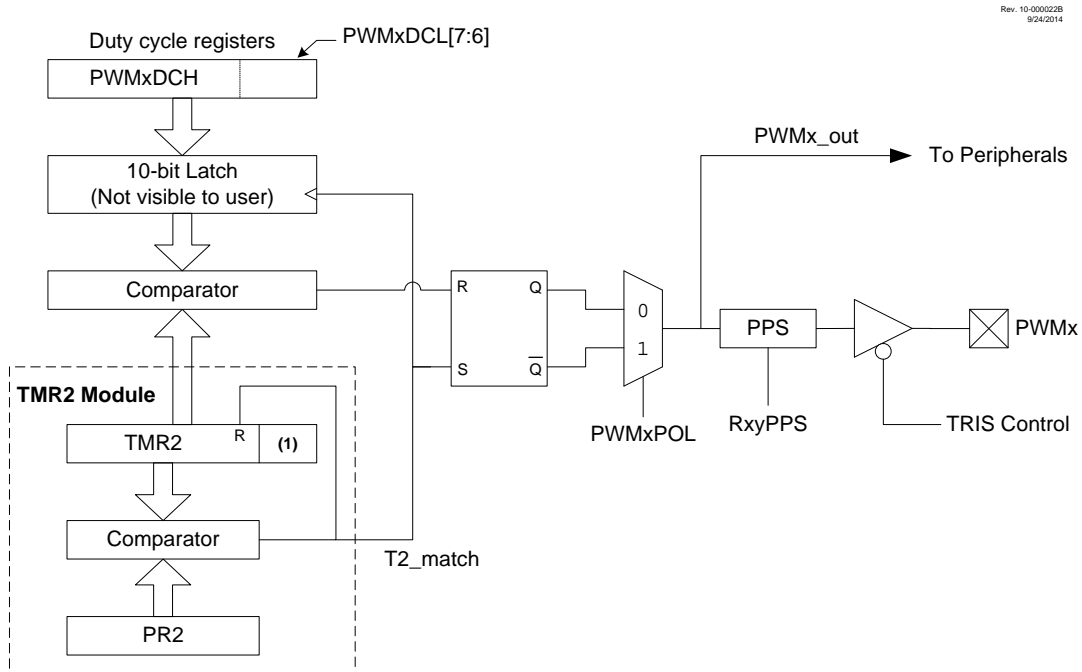 Rev. 10-000022B
9/24/2014
Duty cycle registers
PWMxDCL[7:6]
PWMxDCH
10-bit Latch
(Not visible to user)
Comparator
TMR2 Module
TMR2
R
(1)
Comparator
PR2
T2_match
R
Q
S
Q
0
1
PWMxPOL
PWMx_out
To Peripherals
PPS
RxyPPS
PWMx
TRIS Control